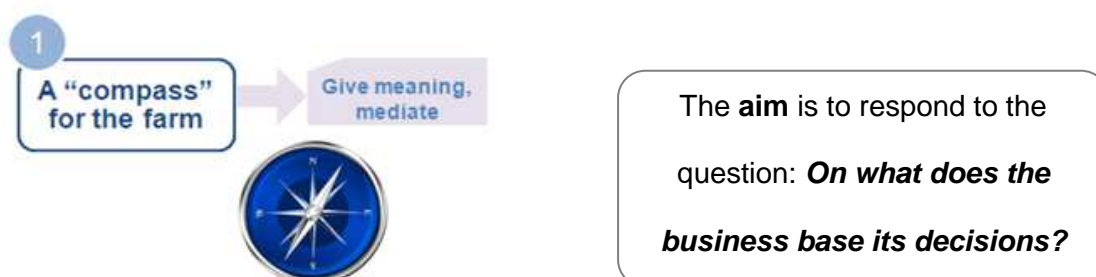 1
A “compass”
for the farm
Give meaning,
mediate
N
The aim is to respond to the
question: On what does the
business base its decisions?